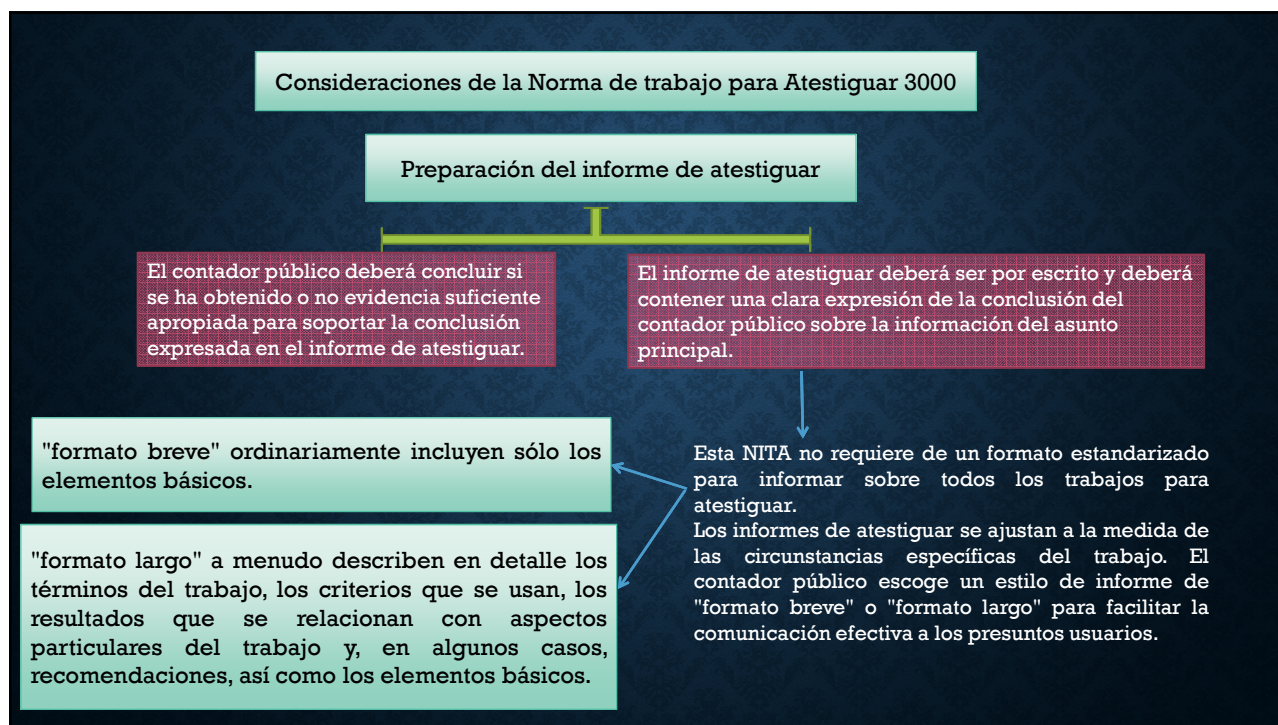 Consideraciones de la Norma de trabajo para Atestiguar 3000
Preparación del informe de atestiguar
El contador público deberá concluir si
se ha obtenido o no evidencia suficiente
apropiada para soportar la conclusión
expresada en el informe de atestiguar.
El informe de atestiguar deberá ser por escrito y deberá
contener una clara expresión de la conclusión del
contador público sobre la información del asunto
principal.
"formato breve" ordinariamente incluyen sólo los
elementos básicos.
"formato largo" a menudo describen en detalle los
términos del trabajo, los criterios que se usan, los
resultados que se relacionan con aspectos
particulares del trabajo y, en algunos casos,
recomendaciones, así como los elementos básicos.
Esta NITA no requiere de un formato estandarizado
para informar sobre todos los trabajos para
atestiguar.
Los informes de atestiguar se ajustan a la medida de
las circunstancias específicas del trabajo. El
contador público escoge un estilo de informe de
"formato breve" o "formato largo" para facilitar la
comunicación efectiva a los presuntos usuarios.